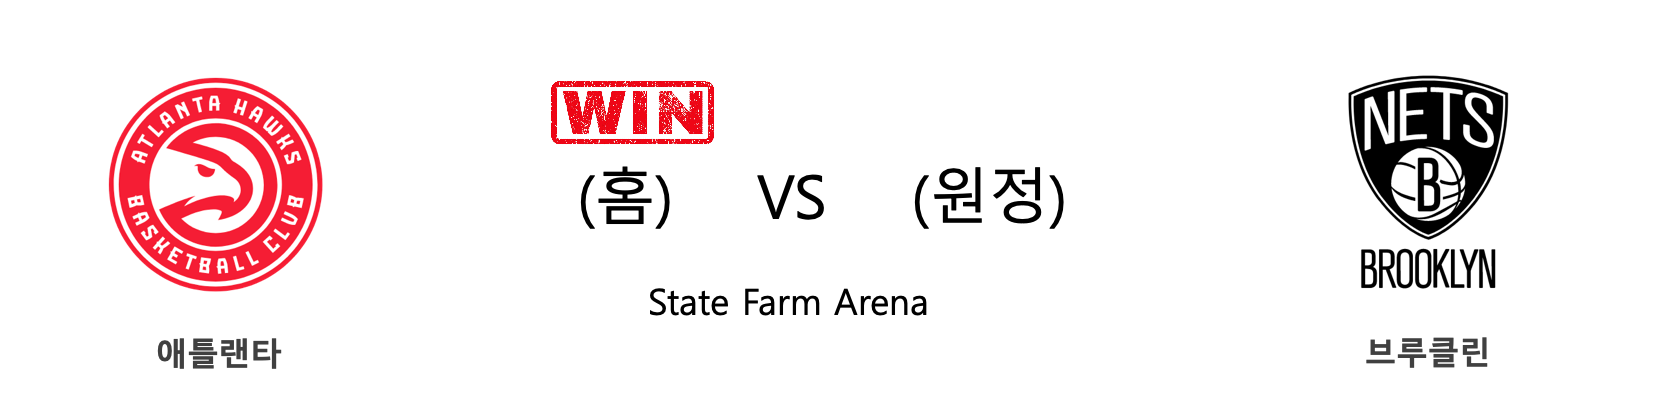 ATLANTA HAWKS
BASKETBALL CLUB
WIN
(홈) VS (원정)
State Farm Arena
애틀랜타
NETS
B
BROOKLYN
브루클린